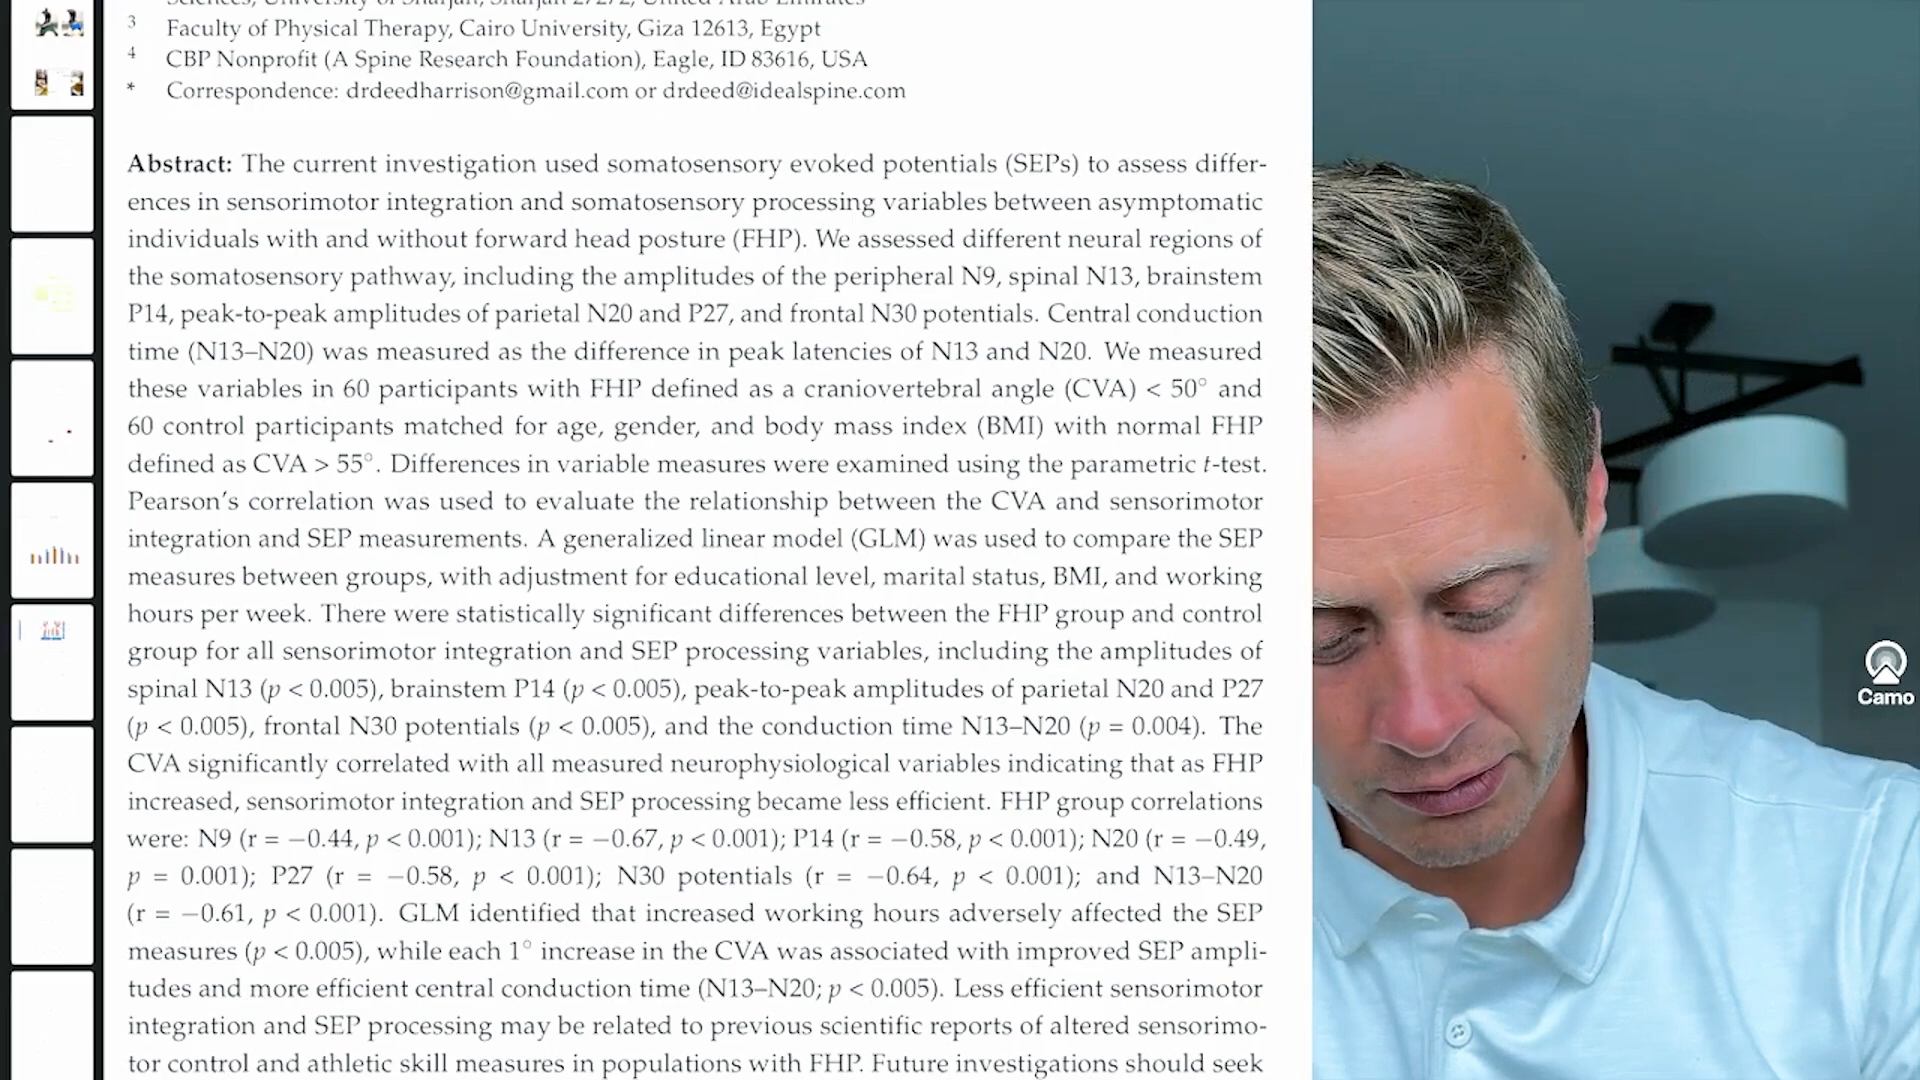 Sciences, University of Sharjah, Sharjah 27272, United Arab Emirates
3 Faculty of Physical Therapy, Cairo University, Giza 12613, Egypt
4 CBP Nonprofit (A Spine Research Foundation), Eagle, ID 83616, USA
* Correspondence: drdeedharrison@gmail.com or drdeed@idealspine.com
Abstract: The current investigation used somatosensory evoked potentials (SEPs) to assess differ-
ences in sensorimotor integration and somatosensory processing variables between asymptomatic
individuals with and without forward head posture (FHP). We assessed different neural regions of
the somatosensory pathway, including the amplitudes of the peripheral N9, spinal N13, brainstem
P14, peak-to-peak amplitudes of parietal N20 and P27, and frontal N30 potentials. Central conduction
time (N13–N20) was measured as the difference in peak latencies of N13 and N20. We measured
these variables in 60 participants with FHP defined as a craniovertebral angle (CVA) < 50° and
60 control participants matched for age, gender, and body mass index (BMI) with normal FHP
defined as CVA > 55°. Differences in variable measures were examined using the parametric t-test.
Pearson's correlation was used to evaluate the relationship between the CVA and sensorimotor
integration and SEP measurements. A generalized linear model (GLM) was used to compare the SEP
measures between groups, with adjustment for educational level, marital status, BMI, and working
hours per week. There were statistically significant differences between the FHP group and control
group for all sensorimotor integration and SEP processing variables, including the amplitudes of
spinal N13 (p < 0.005), brainstem P14 (p < 0.005), peak-to-peak amplitudes of parietal N20 and P27
(p < 0.005), frontal N30 potentials (p < 0.005), and the conduction time N13–N20 (p = 0.004). The
CVA significantly correlated with all measured neurophysiological variables indicating that as FHP
increased, sensorimotor integration and SEP processing became less efficient. FHP group correlations
were: N9 (r = −0.44, p < 0.001); N13 (r = −0.67, p < 0.001); P14 (r = −0.58, p < 0.001); N20 (r = −0.49,
p = 0.001); P27 (r = −0.58, p < 0.001); N30 potentials (r = −0.64, p < 0.001); and N13–N20
(r = −0.61, p < 0.001). GLM identified that increased working hours adversely affected the SEP
measures (p < 0.005), while each 1° increase in the CVA was associated with improved SEP ampli-
tudes and more efficient central conduction time (N13–N20; p < 0.005). Less efficient sensorimotor
integration and SEP processing may be related to previous scientific reports of altered sensorimo-
tor control and athletic skill measures in populations with FHP. Future investigations should seek
Camo